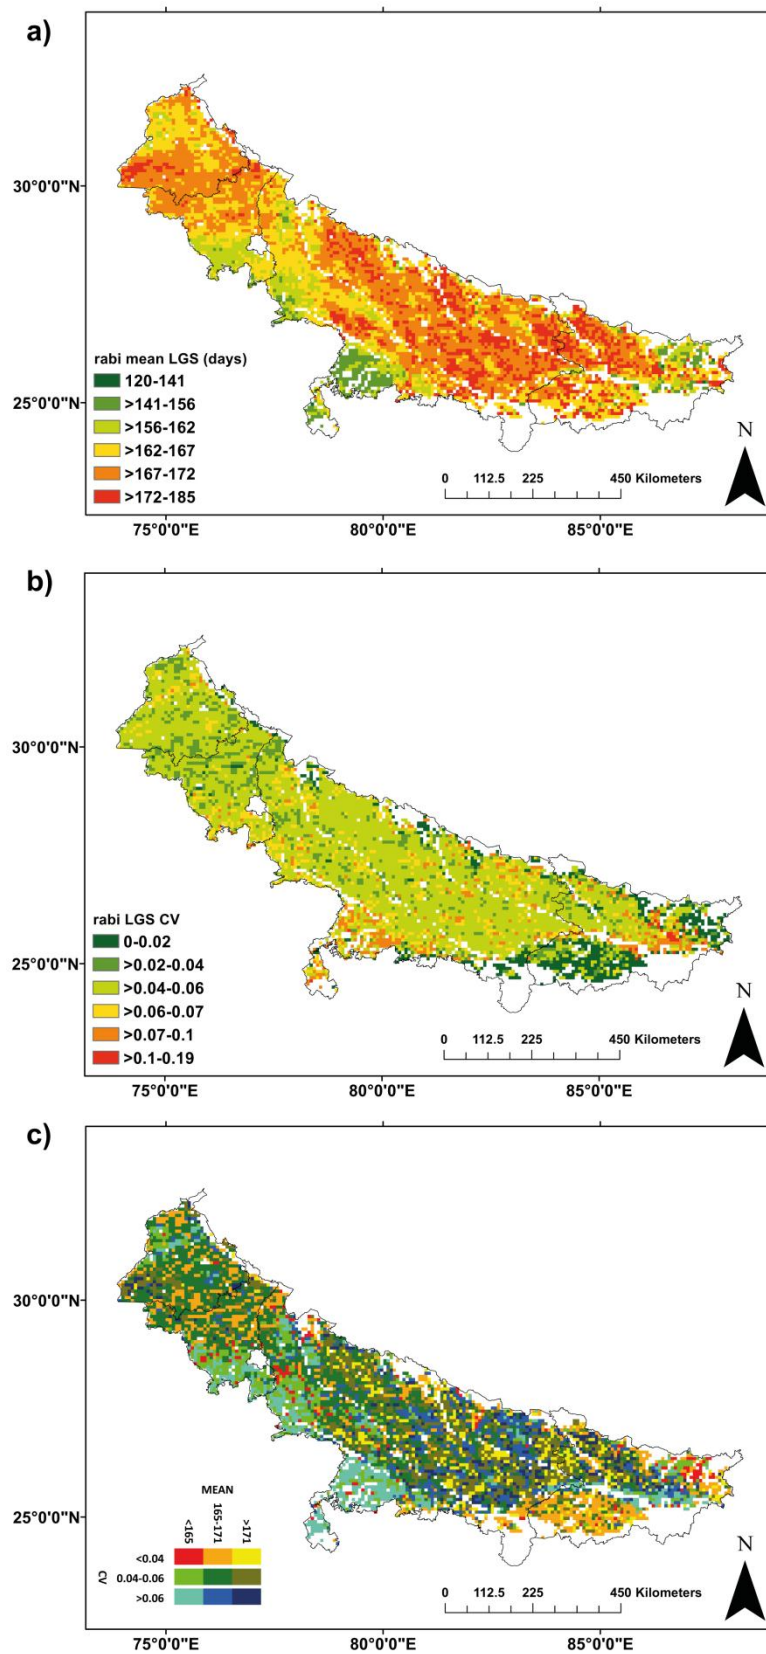 a)
30°0'0"N
25°0'0"N
rabi mean LGS (days)
120-141
>141-156
>156-162
>162-167
>167-172
>172-185
N
0 112.5 225 450 Kilometers
75°0'0"E 80°0'0"E 85°0'0"E
b)
30°0'0"N
25°0'0"N
rabi LGS CV
0-0.02
>0.02-0.04
>0.04-0.06
>0.06-0.07
>0.07-0.1
>0.1-0.19
N
0 112.5 225 450 Kilometers
75°0'0"E 80°0'0"E 85°0'0"E
c)
30°0'0"N
25°0'0"N
MEAN
<165 165-171 >171
CV
<0.04
0.04-0.06
>0.06
N
0 112.5 225 450 Kilometers
75°0'0"E 80°0'0"E 85°0'0"E